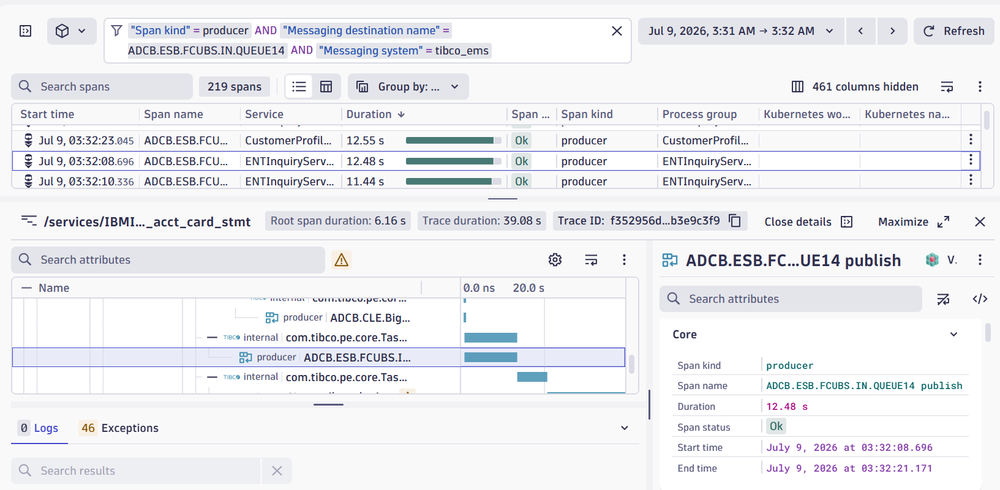 "Span kind" = producer AND "Messaging destination name" =
ADCB.ESB.FCUBS.IN.QUEUE14 AND "Messaging system" = tibco_ems
Jul 9, 2026, 3:31 AM → 3:32 AM
Refresh
Search spans
219 spans
Group by: ...
461 columns hidden
Start time Span name Service Duration Span ... Span kind Process group Kubernetes wo... Kubernetes na...
Jul 9, 03:32:23.045 ADCB.ESB.FCU... CustomerProfil... 12.55 s Ok producer CustomerProfil...
Jul 9, 03:32:08.696 ADCB.ESB.FCU... ENTInquiryServ... 12.48 s Ok producer ENTInquiryServ...
Jul 9, 03:32:10.336 ADCB.ESB.FCU... ENTInquiryServ... 11.44 s Ok producer ENTInquiryServ...
/services/IBMI..._acct_card_stmt
Root span duration: 6.16 s
Trace duration: 39.08 s
Trace ID: f352956d...b3e9c3f9
Close details
Maximize
Search attributes
Name 0.0 ns 20.0 s
internal com.tibco.pe.cor...
producer ADCB.CLE.Big...
TIBCO internal com.tibco.pe.core.Tas...
producer ADCB.ESB.FCUBS.I...
TIBCO internal com.tibco.pe.core.Tas...
0 Logs
46 Exceptions
Search results
ADCB.ESB.FC...UE14 publish
V.
Search attributes
Core
Span kind producer
Span name ADCB.ESB.FCUBS.IN.QUEUE14 publish
Duration 12.48 s
Span status Ok
Start time July 9, 2026 at 03:32:08.696
End time July 9, 2026 at 03:32:21.171